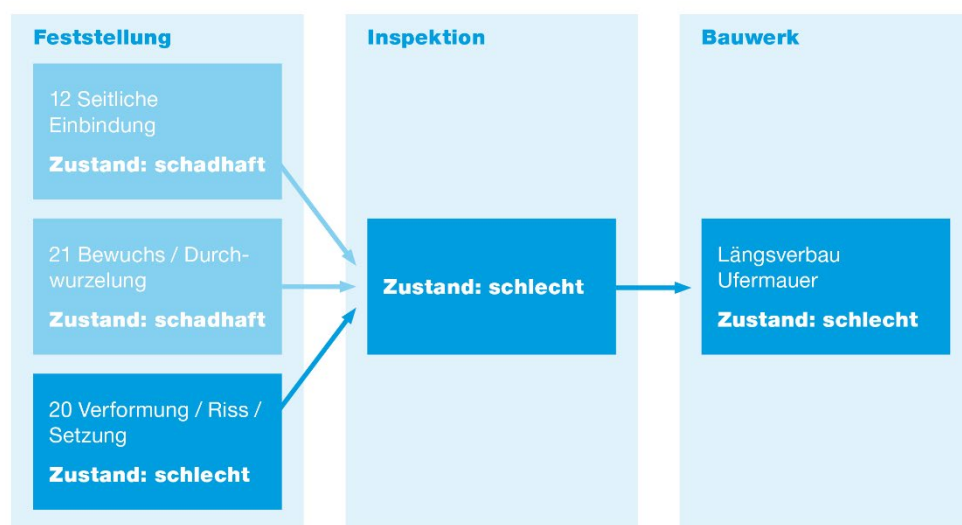 Feststellung
12 Seitliche
Einbindung
Zustand: schadhaft
21 Bewuchs / Durch-
wurzelung
Zustand: schadhaft
20 Verformung / Riss /
Setzung
Zustand: schlecht
Inspektion
Zustand: schlecht
Bauwerk
Längsverbau
Ufermauer
Zustand: schlecht